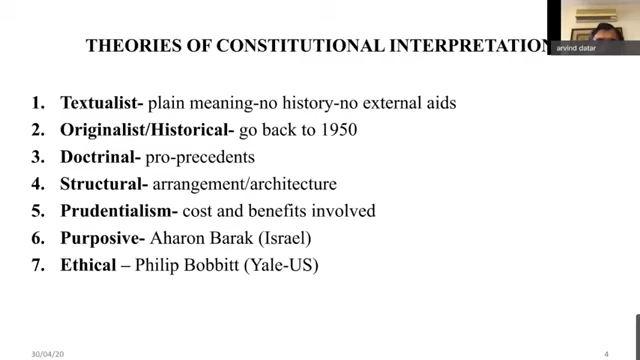 THEORIES OF CONSTITUTIONAL INTERPRETATION
arvind datar
1. Textualist- plain meaning-no history-no external aids
2. Originalist/Historical- go back to 1950
3. Doctrinal- pro-precedents
4. Structural- arrangement/architecture
5. Prudentialism- cost and benefits involved
6. Purposive- Aharon Barak (Israel)
7. Ethical – Philip Bobbitt (Yale-US)
30/04/20
4